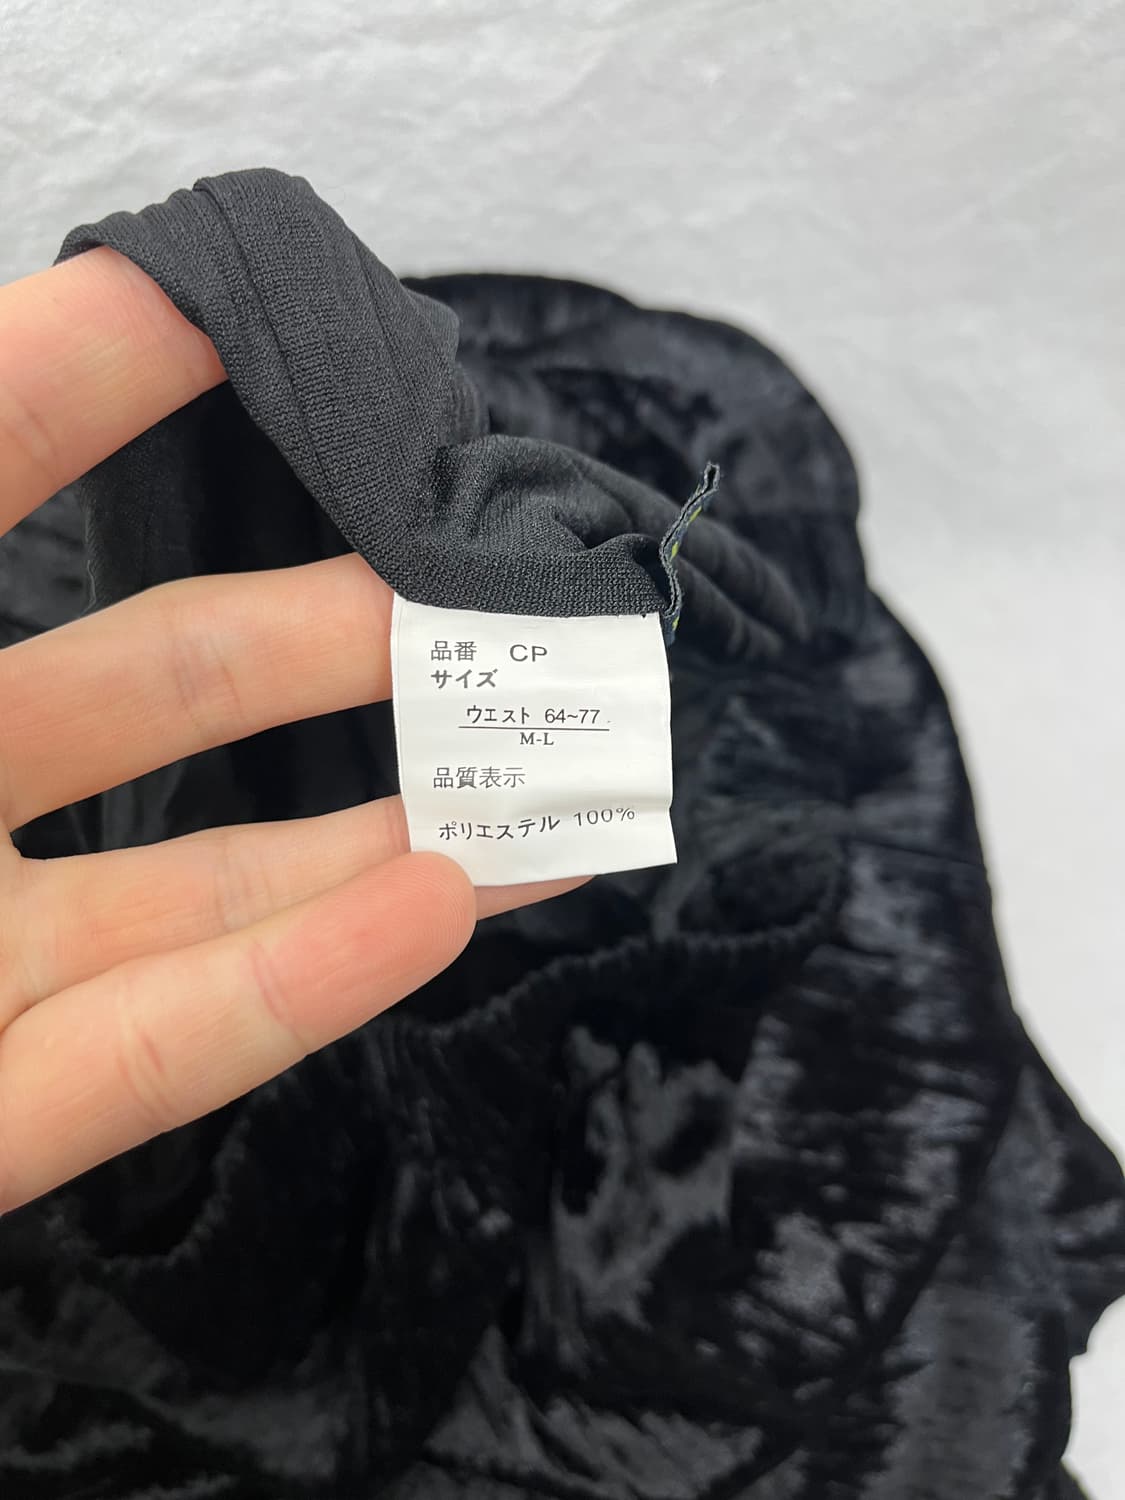 品番 CP
サイズ
ウエスト 64~77
M-L
品質表示
ポリエステル 100%